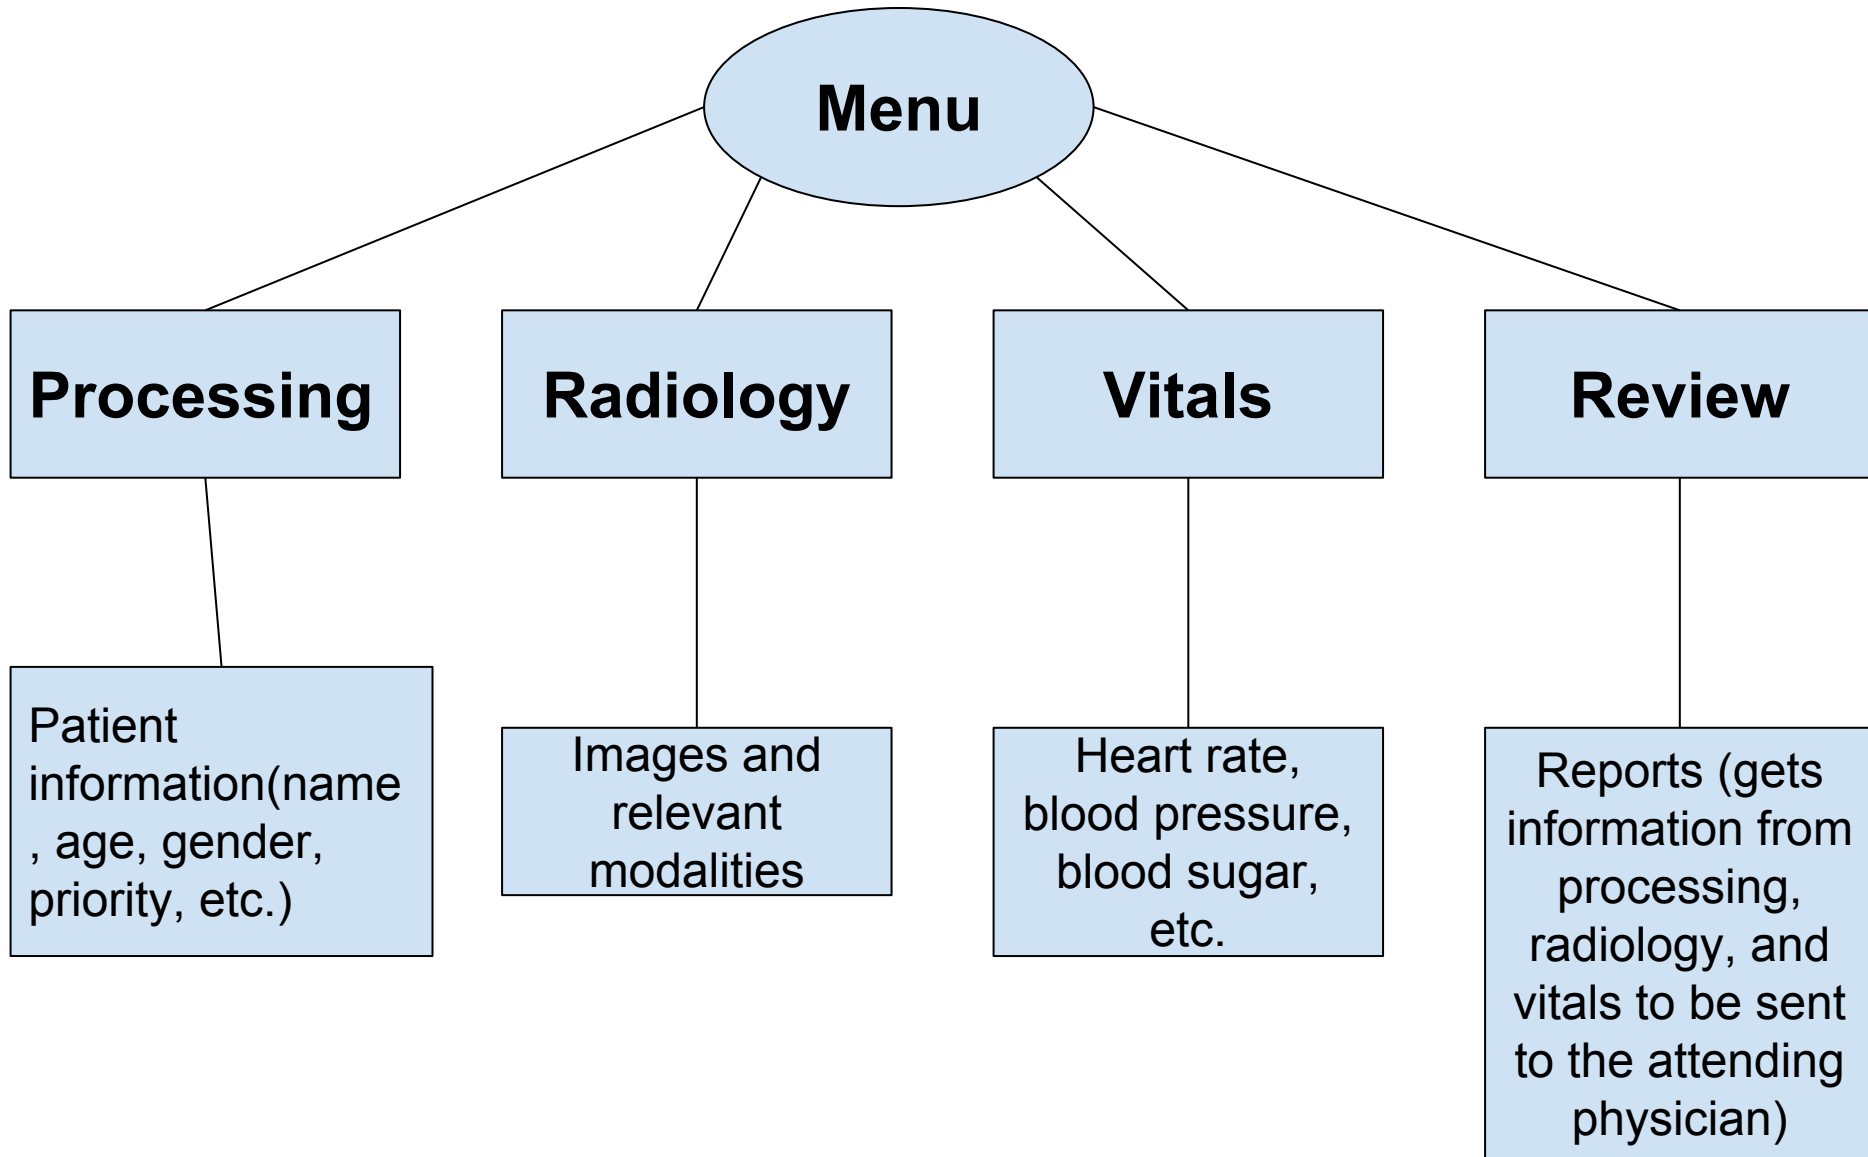 Menu
Processing
Radiology
Vitals
Review
Patient
information(name
, age, gender,
priority, etc.)
Images and
relevant
modalities
Heart rate,
blood pressure,
blood sugar,
etc.
Reports (gets
information from
processing,
radiology, and
vitals to be sent
to the attending
physician)